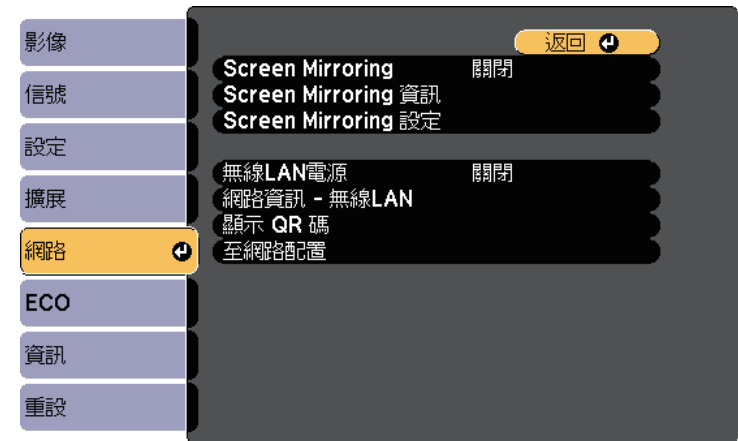 影像
信號
設定
擴展
網路
ECO
資訊
重設
返回
Screen Mirroring 關閉
Screen Mirroring 資訊
Screen Mirroring 設定
無線LAN電源 關閉
網路資訊 - 無線LAN
顯示 QR 碼
至網路配置